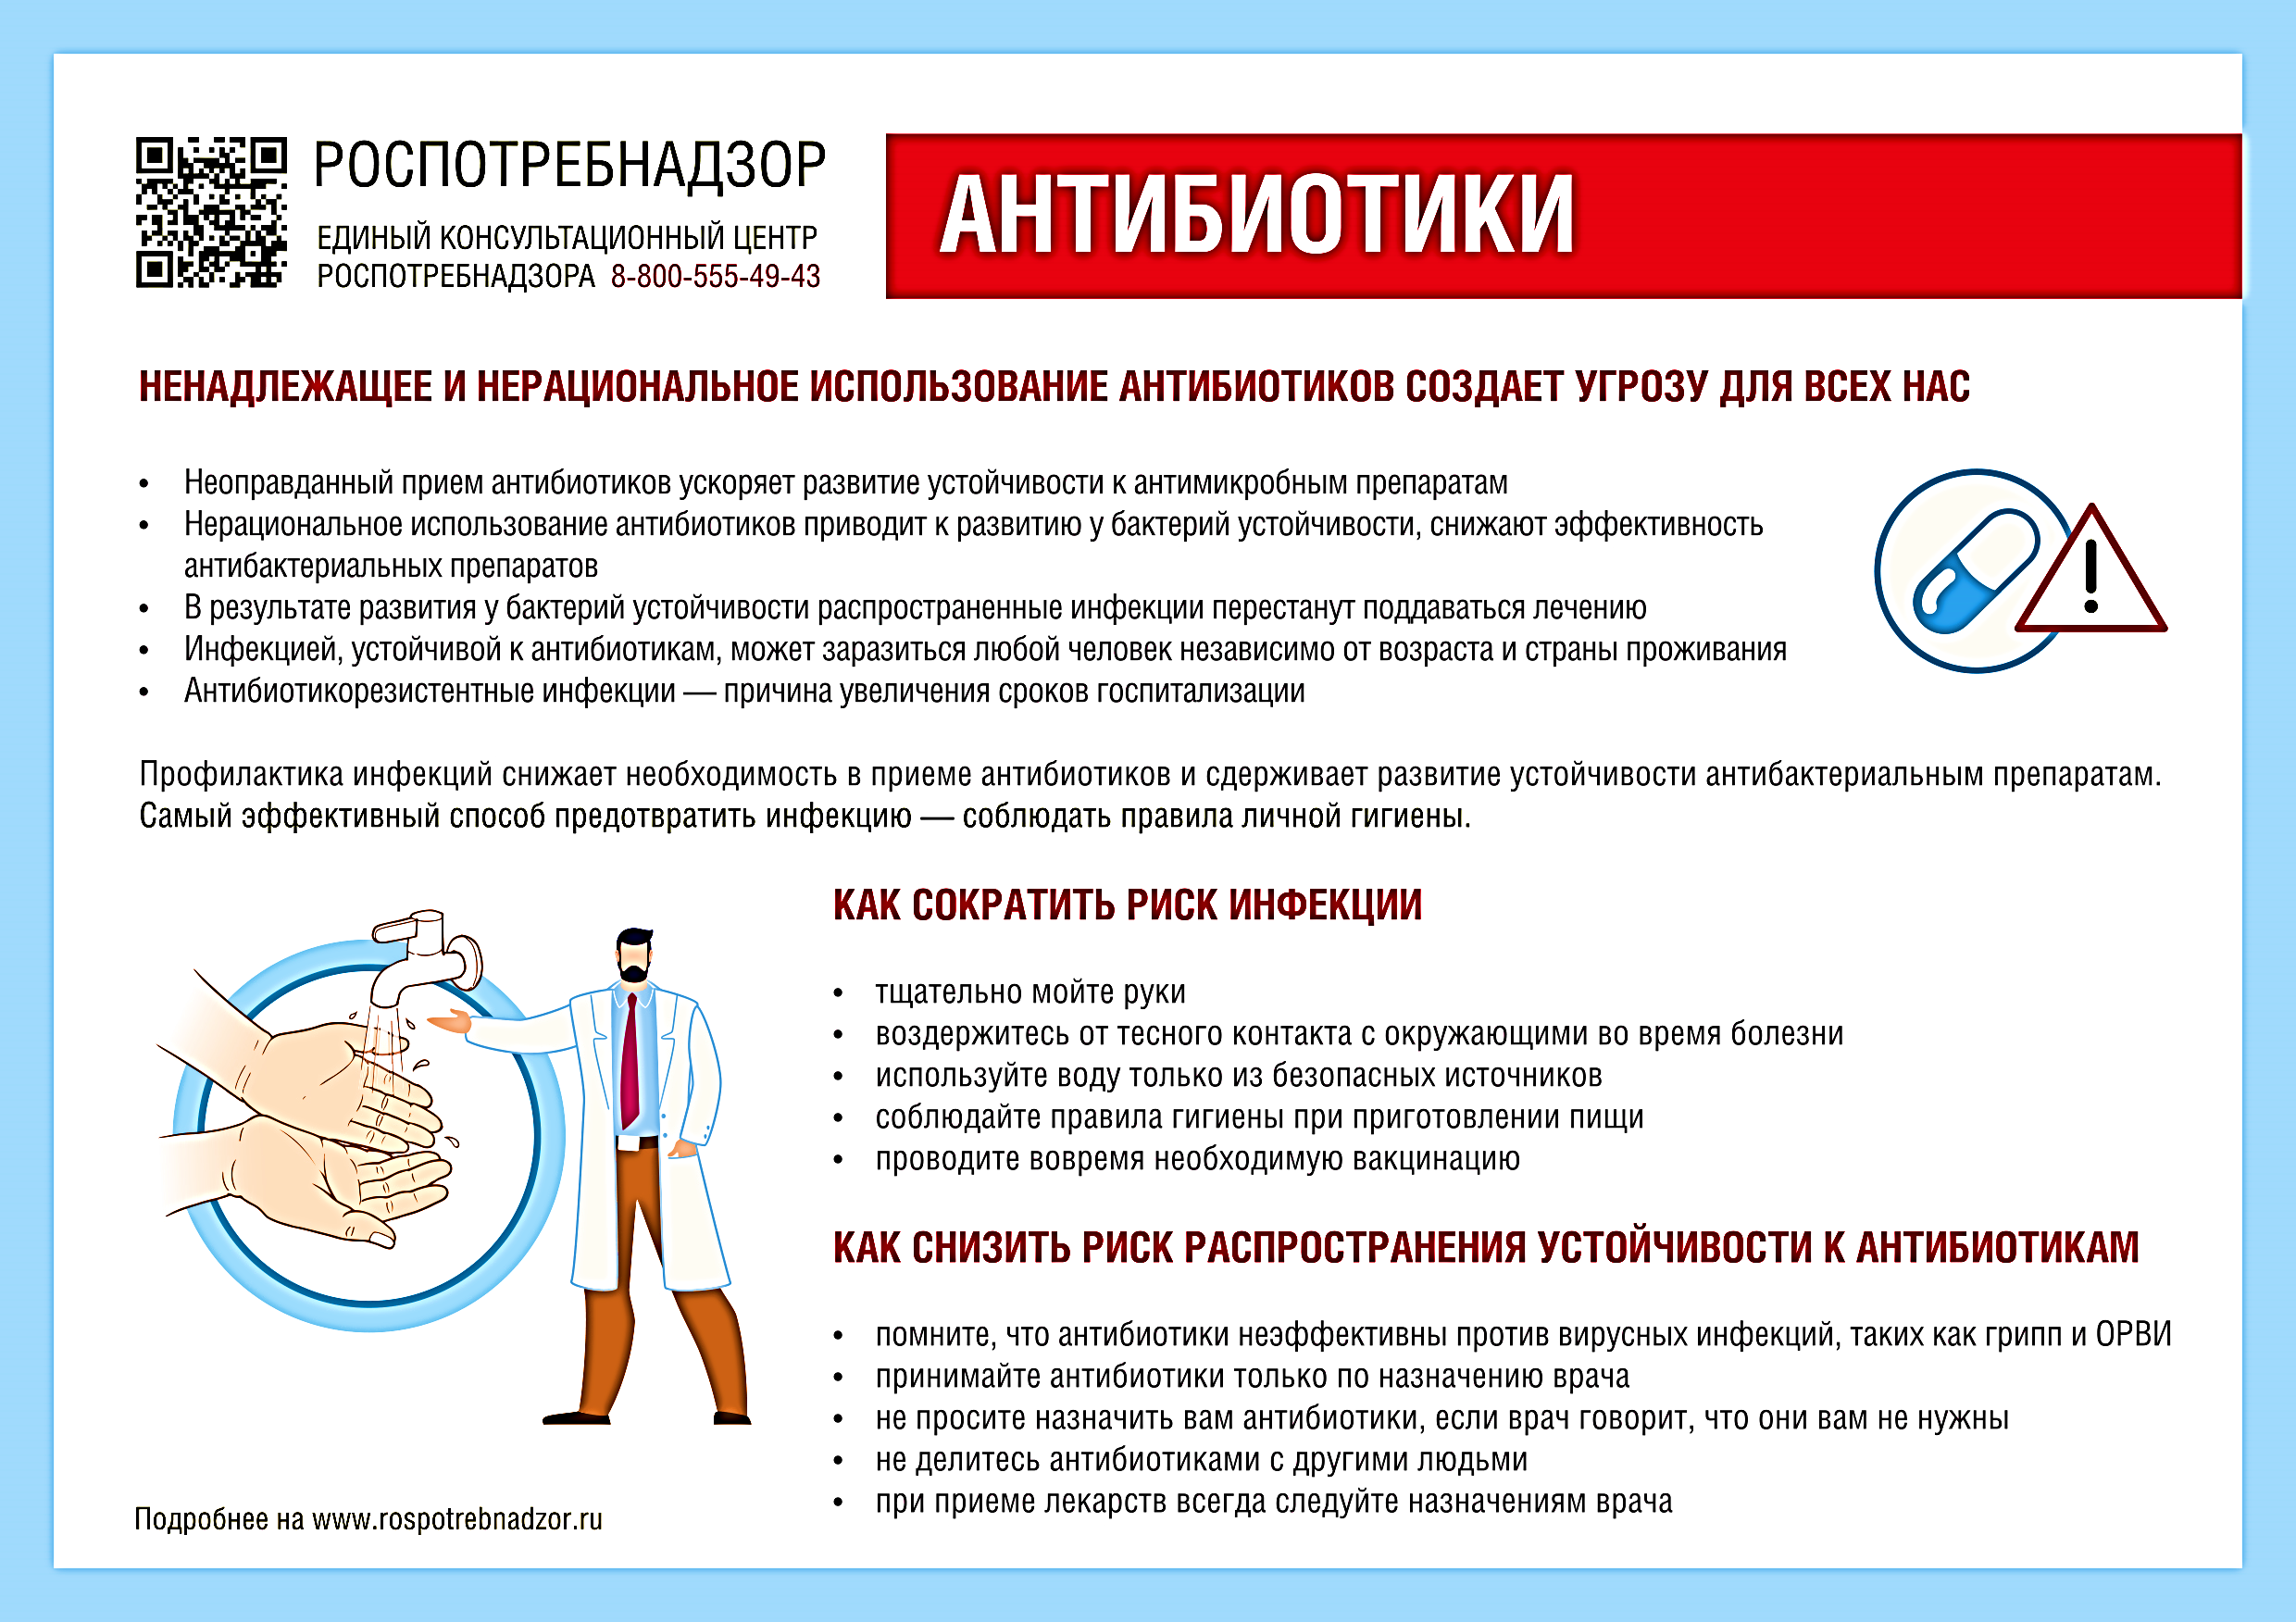 РОСПОТРЕБНАДЗОР
ЕДИНЫЙ КОНСУЛЬТАЦИОННЫЙ ЦЕНТР
РОСПОТРЕБНАДЗОРА 8-800-555-49-43
АНТИБИОТИКИ
НЕНАДЛЕЖАЩЕЕ И НЕРАЦИОНАЛЬНОЕ ИСПОЛЬЗОВАНИЕ АНТИБИОТИКОВ СОЗДАЕТ УГРОЗУ ДЛЯ ВСЕХ НАС
• Неоправданный прием антибиотиков ускоряет развитие устойчивости к антимикробным препаратам
• Нерациональное использование антибиотиков приводит к развитию у бактерий устойчивости, снижают эффективность
антибактериальных препаратов
• В результате развития у бактерий устойчивости распространенные инфекции перестанут поддаваться лечению
• Инфекцией, устойчивой к антибиотикам, может заразиться любой человек независимо от возраста и страны проживания
• Антибиотикорезистентные инфекции — причина увеличения сроков госпитализации
Профилактика инфекций снижает необходимость в приеме антибиотиков и сдерживает развитие устойчивости антибактериальным препаратам.
Самый эффективный способ предотвратить инфекцию — соблюдать правила личной гигиены.
КАК СОКРАТИТЬ РИСК ИНФЕКЦИИ
• тщательно мойте руки
• воздержитесь от тесного контакта с окружающими во время болезни
• используйте воду только из безопасных источников
• соблюдайте правила гигиены при приготовлении пищи
• проводите вовремя необходимую вакцинацию
КАК СНИЗИТЬ РИСК РАСПРОСТРАНЕНИЯ УСТОЙЧИВОСТИ К АНТИБИОТИКАМ
• помните, что антибиотики неэффективны против вирусных инфекций, таких как грипп и ОРВИ
• принимайте антибиотики только по назначению врача
• не просите назначить вам антибиотики, если врач говорит, что они вам не нужны
• не делитесь антибиотиками с другими людьми
• при приеме лекарств всегда следуйте назначениям врача
Подробнее на www.rospotrebnadzor.ru